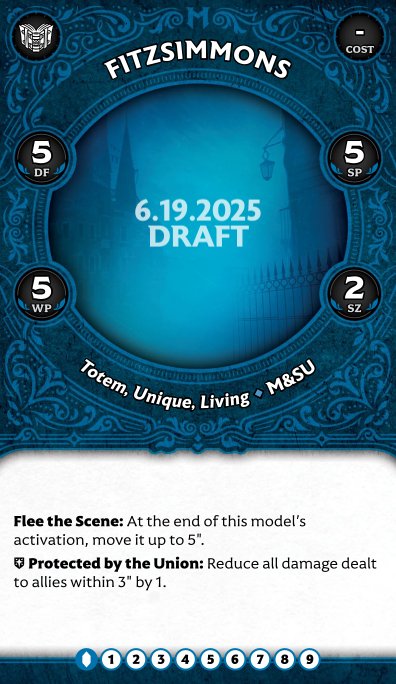 -
COST
FITZSIMMONS
5
DF
5
SP
6.19.2025
DRAFT
5
WP
2
SZ
Totem, Unique, Living ◆ M&SU
Flee the Scene: At the end of this model's
activation, move it up to 5".
Protected by the Union: Reduce all damage dealt
to allies within 3" by 1.
1 2 3 4 5 6 7 8 9